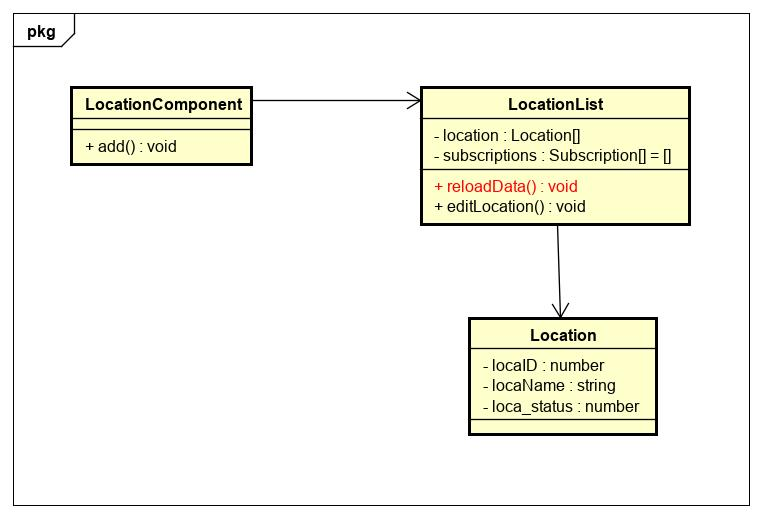 pkg
LocationComponent
+ add() : void
LocationList
- location : Location[]
- subscriptions : Subscription[] = []
+ reloadData() : void
+ editLocation() : void
Location
- locaID : number
- locaName : string
- loca_status : number